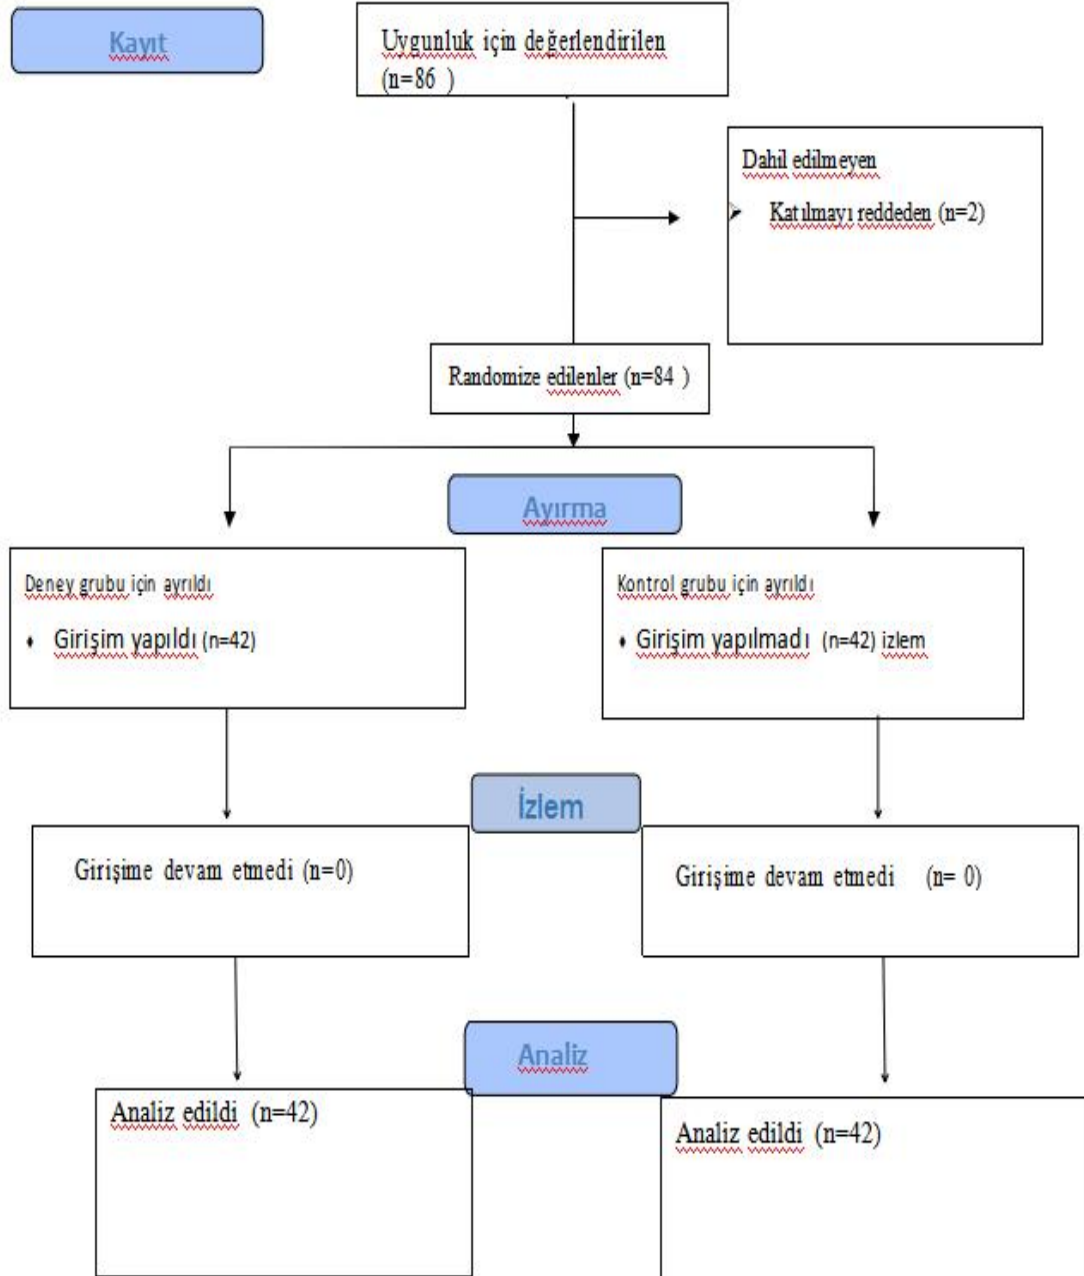 Kayıt
Uygunluk için değerlendirilen
(n=86 )
Dahil edilmeyen
Katılmayı reddeden (n=2)
Randomize edilenler (n=84 )
Ayırma
Deney grubu için ayrıldı
Girişim yapıldı (n=42)
Kontrol grubu için ayrıldı
Girişim yapılmadı (n=42) izlem
İzlem
Girişime devam etmedi (n=0)
Girişime devam etmedi (n= 0)
Analiz
Analiz edildi (n=42)
Analiz edildi (n=42)